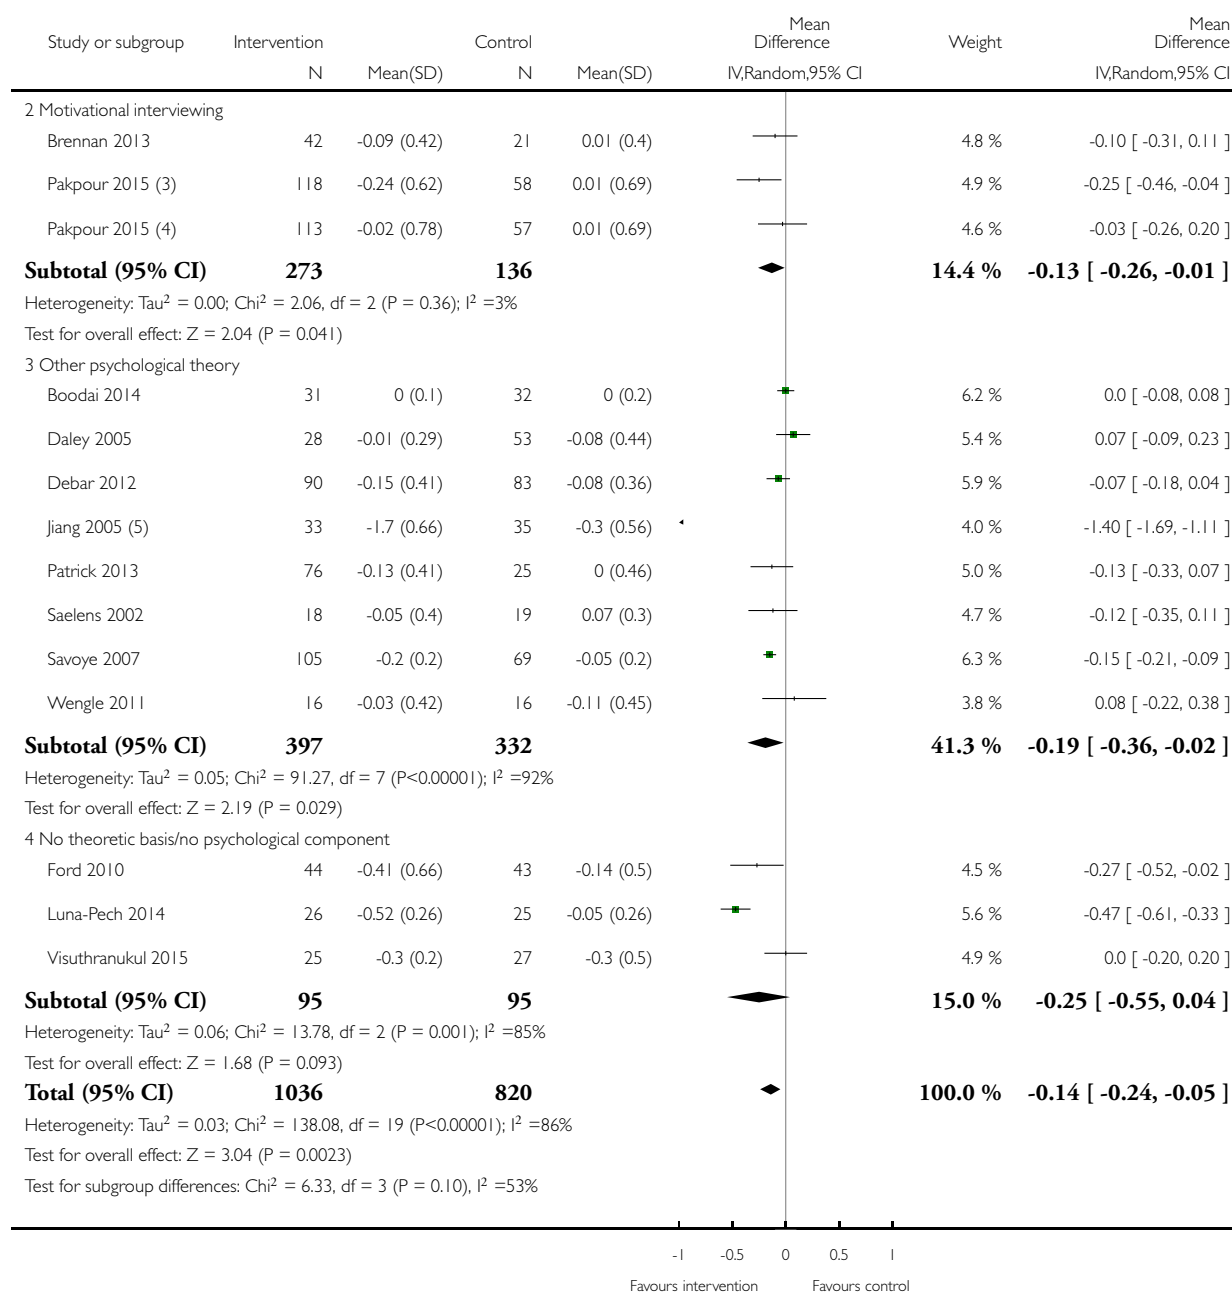 Study or subgroup Intervention Control Mean Difference Weight Mean Difference
N Mean(SD) N Mean(SD) IV,Random,95% CI IV,Random,95% CI
2 Motivational interviewing
Brennan 2013 42 -0.09 (0.42) 21 0.01 (0.4) 4.8 % -0.10 [ -0.31, 0.11 ]
Pakpour 2015 (3) 118 -0.24 (0.62) 58 0.01 (0.69) 4.9 % -0.25 [ -0.46, -0.04 ]
Pakpour 2015 (4) 113 -0.02 (0.78) 57 0.01 (0.69) 4.6 % -0.03 [ -0.26, 0.20 ]
Subtotal (95% CI) 273 136 14.4 % -0.13 [ -0.26, -0.01 ]
Heterogeneity: Tau² = 0.00; Chi² = 2.06, df = 2 (P = 0.36); I² =3%
Test for overall effect: Z = 2.04 (P = 0.041)
3 Other psychological theory
Boodai 2014 31 0 (0.1) 32 0 (0.2) 6.2 % 0.0 [ -0.08, 0.08 ]
Daley 2005 28 -0.01 (0.29) 53 -0.08 (0.44) 5.4 % 0.07 [ -0.09, 0.23 ]
Debar 2012 90 -0.15 (0.41) 83 -0.08 (0.36) 5.9 % -0.07 [ -0.18, 0.04 ]
Jiang 2005 (5) 33 -1.7 (0.66) 35 -0.3 (0.56) 4.0 % -1.40 [ -1.69, -1.11 ]
Patrick 2013 76 -0.13 (0.41) 25 0 (0.46) 5.0 % -0.13 [ -0.33, 0.07 ]
Saelens 2002 18 -0.05 (0.4) 19 0.07 (0.3) 4.7 % -0.12 [ -0.35, 0.11 ]
Savoye 2007 105 -0.2 (0.2) 69 -0.05 (0.2) 6.3 % -0.15 [ -0.21, -0.09 ]
Wengle 2011 16 -0.03 (0.42) 16 -0.11 (0.45) 3.8 % 0.08 [ -0.22, 0.38 ]
Subtotal (95% CI) 397 332 41.3 % -0.19 [ -0.36, -0.02 ]
Heterogeneity: Tau² = 0.05; Chi² = 91.27, df = 7 (P<0.00001); I² =92%
Test for overall effect: Z = 2.19 (P = 0.029)
4 No theoretic basis/no psychological component
Ford 2010 44 -0.41 (0.66) 43 -0.14 (0.5) 4.5 % -0.27 [ -0.52, -0.02 ]
Luna-Pech 2014 26 -0.52 (0.26) 25 -0.05 (0.26) 5.6 % -0.47 [ -0.61, -0.33 ]
Visuthranukul 2015 25 -0.3 (0.2) 27 -0.3 (0.5) 4.9 % 0.0 [ -0.20, 0.20 ]
Subtotal (95% CI) 95 95 15.0 % -0.25 [ -0.55, 0.04 ]
Heterogeneity: Tau² = 0.06; Chi² = 13.78, df = 2 (P = 0.001); I² =85%
Test for overall effect: Z = 1.68 (P = 0.093)
Total (95% CI) 1036 820 100.0 % -0.14 [ -0.24, -0.05 ]
Heterogeneity: Tau² = 0.03; Chi² = 138.08, df = 19 (P<0.00001); I² =86%
Test for overall effect: Z = 3.04 (P = 0.0023)
Test for subgroup differences: Chi² = 6.33, df = 3 (P = 0.10), I² =53%
-1 -0.5 0 0.5 1
Favours intervention Favours control